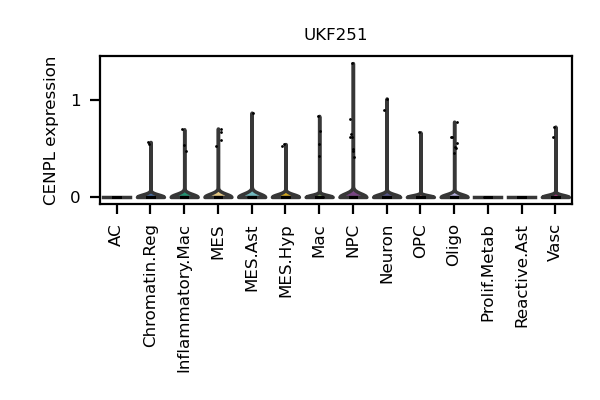 UKF251
CENPL expression
1
0
AC
Chromatin.Reg
Inflammatory.Mac
MES
MES.Ast
MES.Hyp
Mac
NPC
Neuron
OPC
Oligo
Prolif.Metab
Reactive.Ast
Vasc